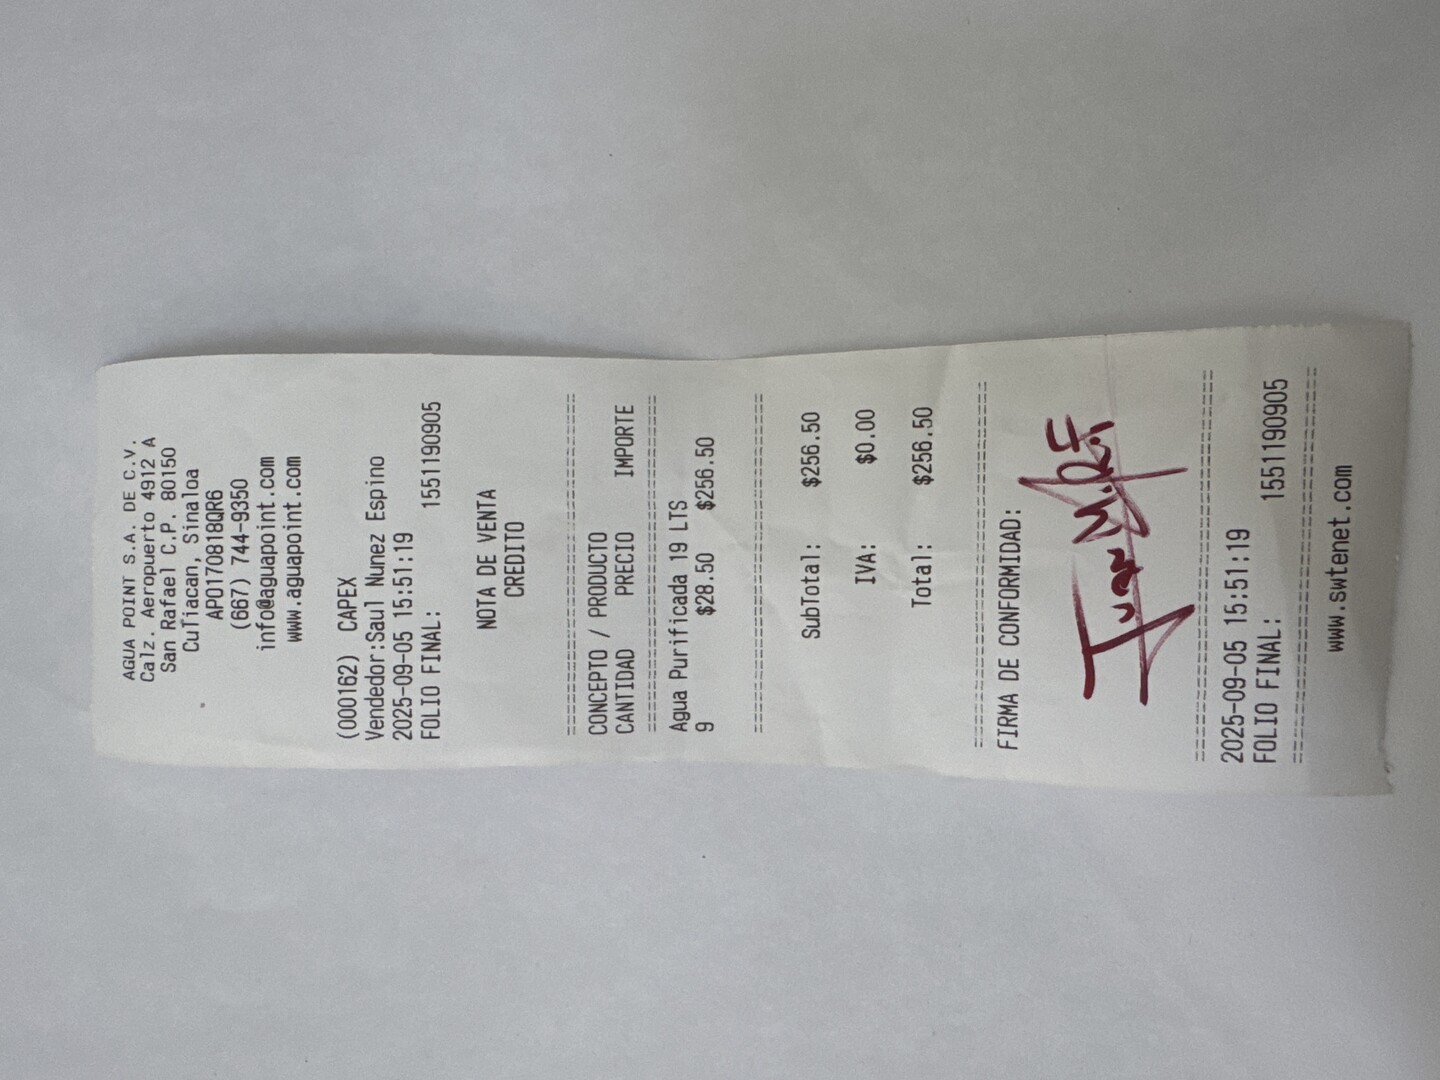 AGUA POINT S.A. DE C.V.
Calz. Aeropuerto 4912 A
San Rafael C.P. 80150
CuTiacan, Sinaloa
APO170818QR6
(667) 744-9350
info@aguapoint.com
www.aguapoint.com
(000162) CAPEX
Vendedor:Saul Nunez Espino
2025-09-05 15:51:19
FOLIO FINAL: 1551190905
NOTA DE VENTA
CREDITO
==================================
CONCEPTO / PRODUCTO
CANTIDAD PRECIO IMPORTE
==================================
Agua Purificada 19 LTS
9 $28.50 $256.50
==================================
SubTotal: $256.50
IVA: $0.00
Total: $256.50
==================================
FIRMA DE CONFORMIDAD:
Juan M.R.F
==================================
2025-09-05 15:51:19
FOLIO FINAL: 1551190905
==================================
www.swtenet.com